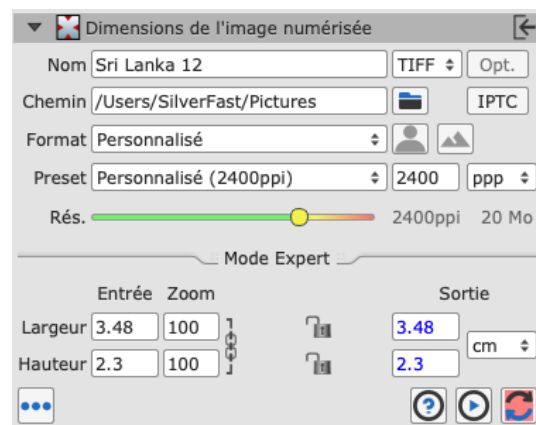 Dimensions de l'image numérisée
Nom Sri Lanka 12 TIFF Opt.
Chemin /Users/SilverFast/Pictures IPTC
Format Personnalisé
Preset Personnalisé (2400ppi) 2400 ppp
Rés. 2400ppi 20 Mo
Mode Expert
Entrée Zoom Sortie
Largeur 3.48 100 3.48
cm
Hauteur 2.3 100 2.3